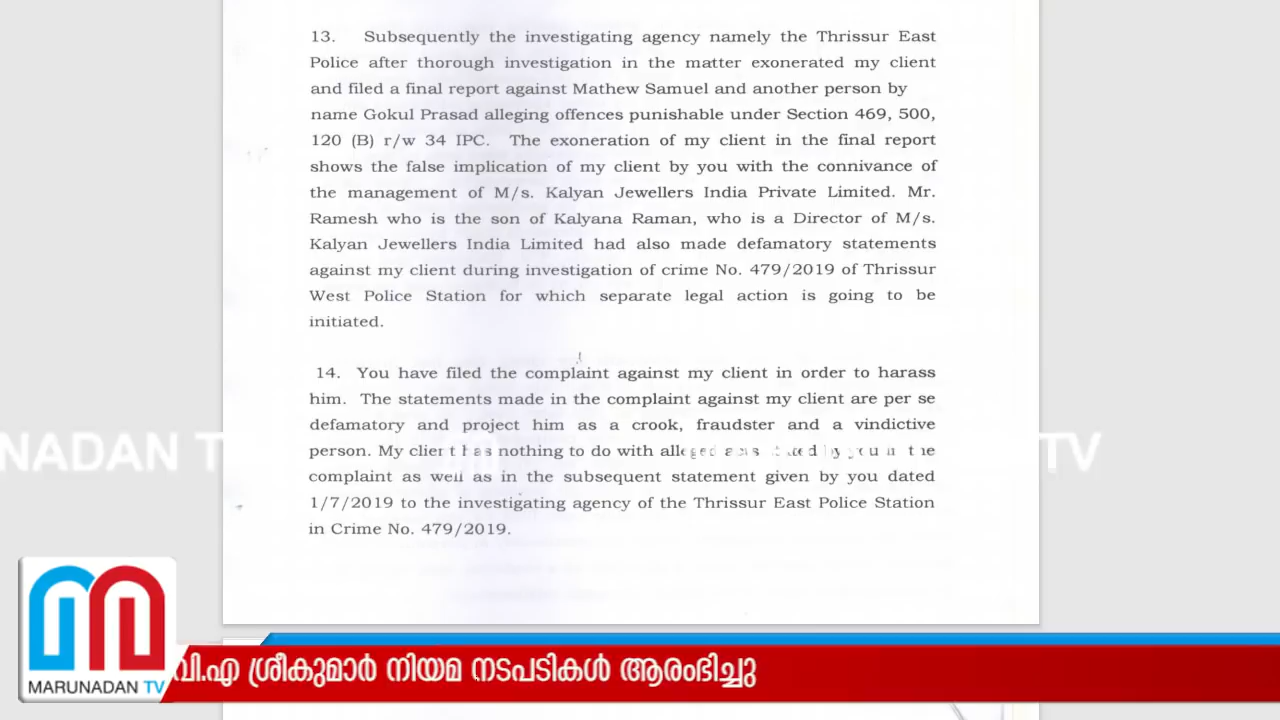 13. Subsequently the investigating agency namely the Thrissur East
Police after thorough investigation in the matter exonerated my client
and filed a final report against Mathew Samuel and another person by
name Gokul Prasad alleging offences punishable under Section 469, 500,
120 (B) r/w 34 IPC. The exoneration of my client in the final report
shows the false implication of my client by you with the connivance of
the management of M/s. Kalyan Jewellers India Private Limited. Mr.
Ramesh who is the son of Kalyana Raman, who is a Director of M/s.
Kalyan Jewellers India Limited had also made defamatory statements
against my client during investigation of crime No. 479/2019 of Thrissur
West Police Station for which separate legal action is going to be
initiated.
14. You have filed the complaint against my client in order to harass
him. The statements made in the complaint against my client are per se
defamatory and project him as a crook, fraudster and a vindictive
person. My client has nothing to do with alleged acts stated by you in the
complaint as well as in the subsequent statement given by you dated
1/7/2019 to the investigating agency of the Thrissur East Police Station
in Crime No. 479/2019.
NADAN T
TV
MARUNADAN TV
വി.എ ശ്രീകുമാർ നിയമ നടപടികൾ ആരംഭിച്ചു